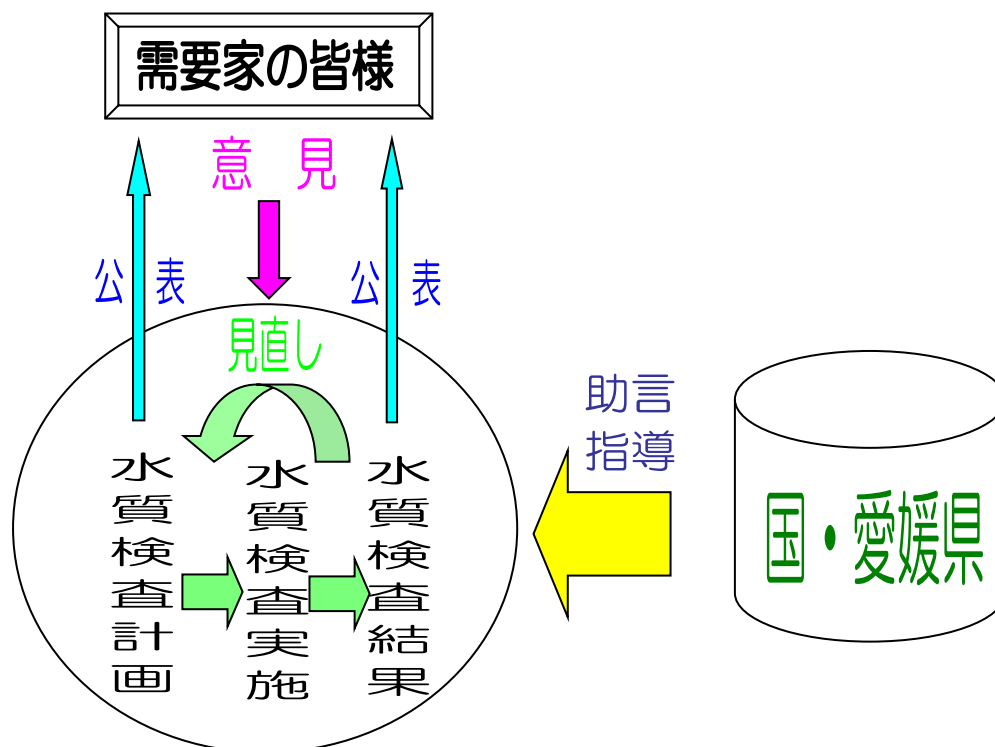 需要家の皆様
意 見
公 表
公 表
見直し
助言
指導
水質検査計画
水質検査実施
水質検査結果
国・愛媛県